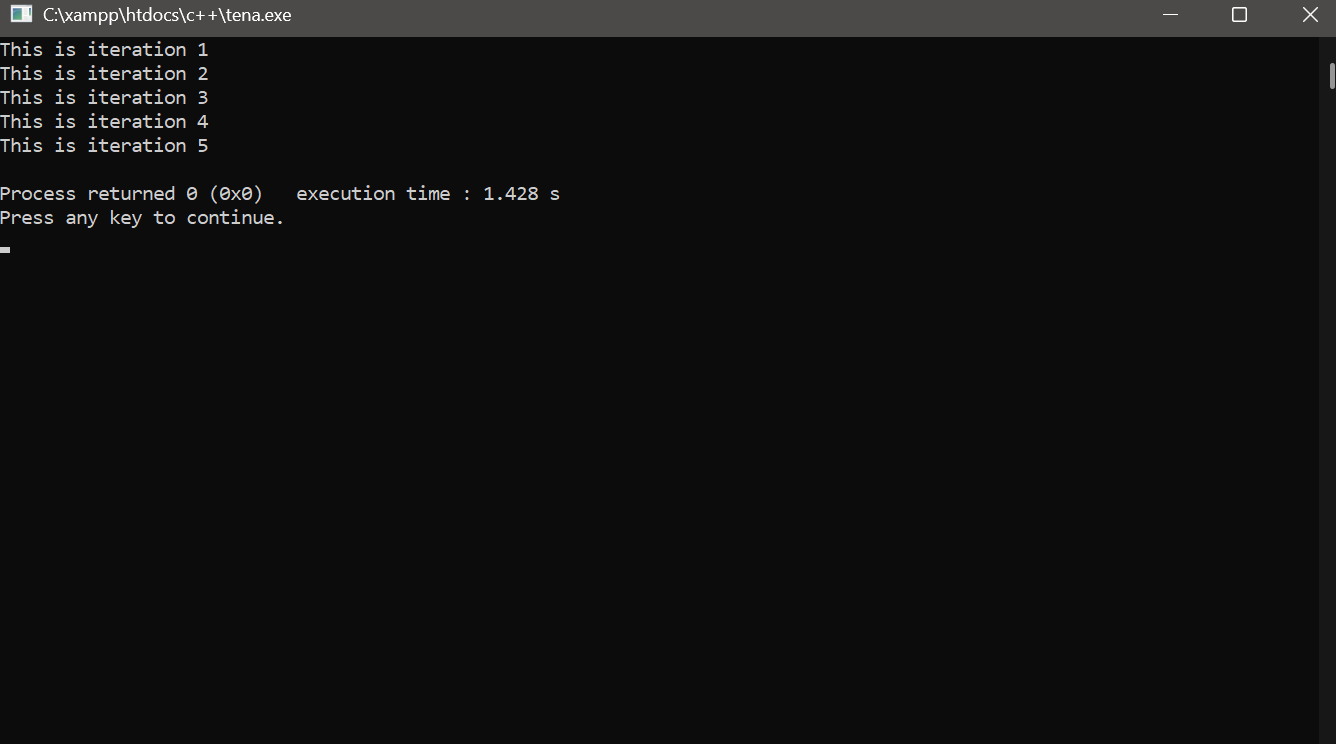 C:\xampp\htdocs\c++\tena.exe
This is iteration 1
This is iteration 2
This is iteration 3
This is iteration 4
This is iteration 5
Process returned 0 (0x0)   execution time : 1.428 s
Press any key to continue.